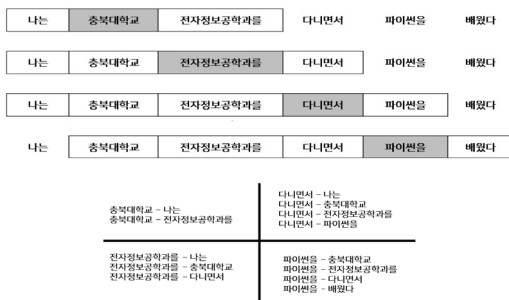 나는 충북대학교 전자정보공학과를 다니면서 파이썬을 배웠다
나는 충북대학교 전자정보공학과를 다니면서 파이썬을 배웠다
나는 충북대학교 전자정보공학과를 다니면서 파이썬을 배웠다
나는 충북대학교 전자정보공학과를 다니면서 파이썬을 배웠다
충북대학교 – 나는
충북대학교 – 전자정보공학과를
다니면서 – 나는
다니면서 – 충북대학교
다니면서 – 전자정보공학과를
다니면서 – 파이썬을
전자정보공학과를 – 나는
전자정보공학과를 – 충북대학교
전자정보공학과를 – 다니면서
파이썬을 – 충북대학교
파이썬을 – 전자정보공학과를
파이썬을 – 다니면서
파이썬을 – 배웠다